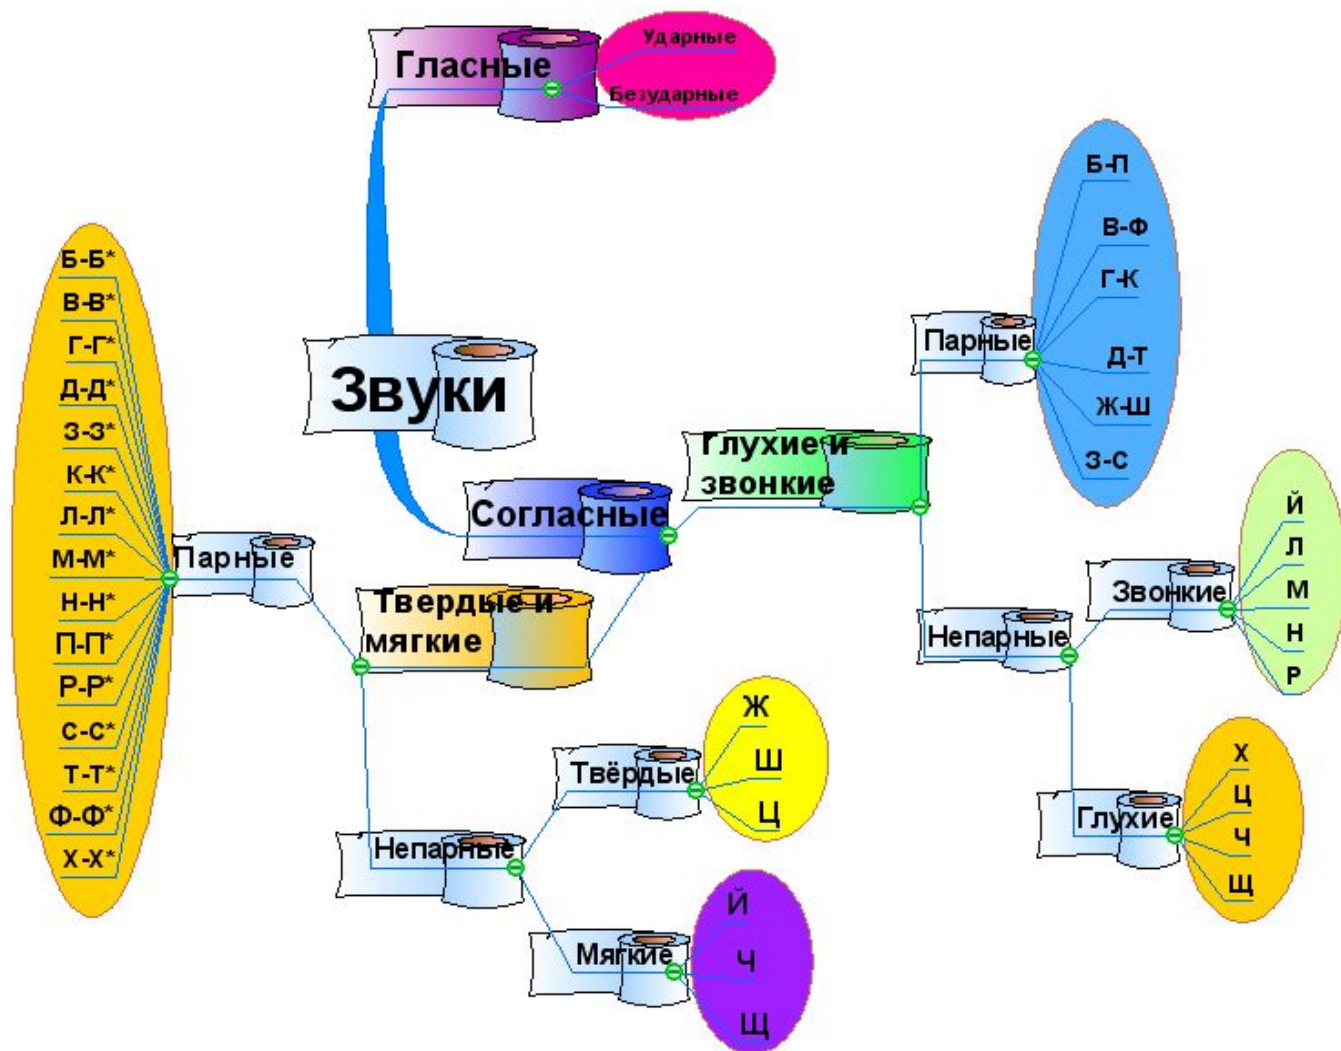 Гласные
Ударные
Безударные
Звуки
Согласные
Глухие и
звонкие
Парные
Б-П
В-Ф
Г-К
Д-Т
Ж-Ш
З-С
Непарные
Звонкие
Й
Л
М
Н
Р
Глухие
Х
Ц
Ч
Щ
Твердые и
мягкие
Парные
Б-Б*
В-В*
Г-Г*
Д-Д*
З-З*
К-К*
Л-Л*
М-М*
Н-Н*
П-П*
Р-Р*
С-С*
Т-Т*
Ф-Ф*
Х-Х*
Непарные
Твёрдые
Ж
Ш
Ц
Мягкие
Й
Ч
Щ